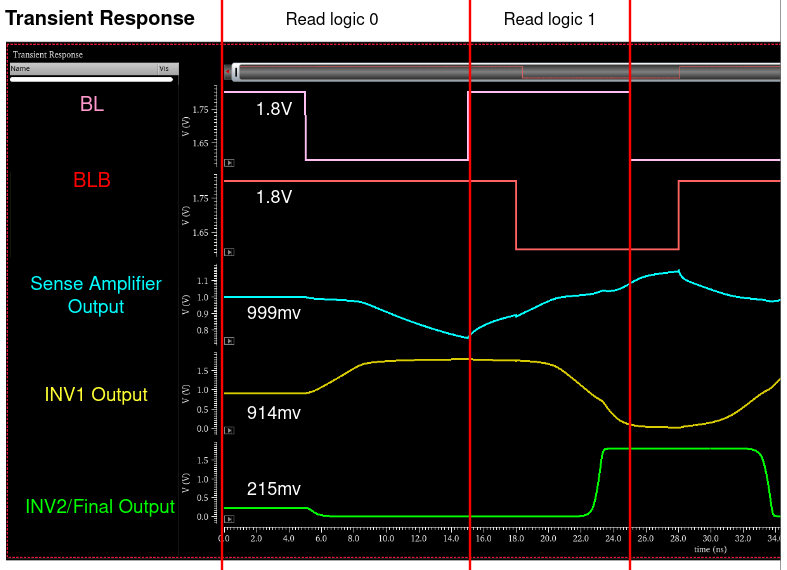 Transient Response
Read logic 0
Read logic 1
Transient Response
Name Vis
BL
V (V)
1.75
1.65
1.8V
BLB
V (V)
1.75
1.65
1.8V
Sense Amplifier
Output
V (V)
1.1
1.0
0.9
0.8
999mv
INV1 Output
V (V)
1.5
1.0
0.5
0.0
914mv
INV2/Final Output
V (V)
1.5
1.0
0.5
0.0
215mv
0.0 2.0 4.0 6.0 8.0 10.0 12.0 14.0 16.0 18.0 20.0 22.0 24.0 26.0 28.0 30.0 32.0 34.0
time (ns)